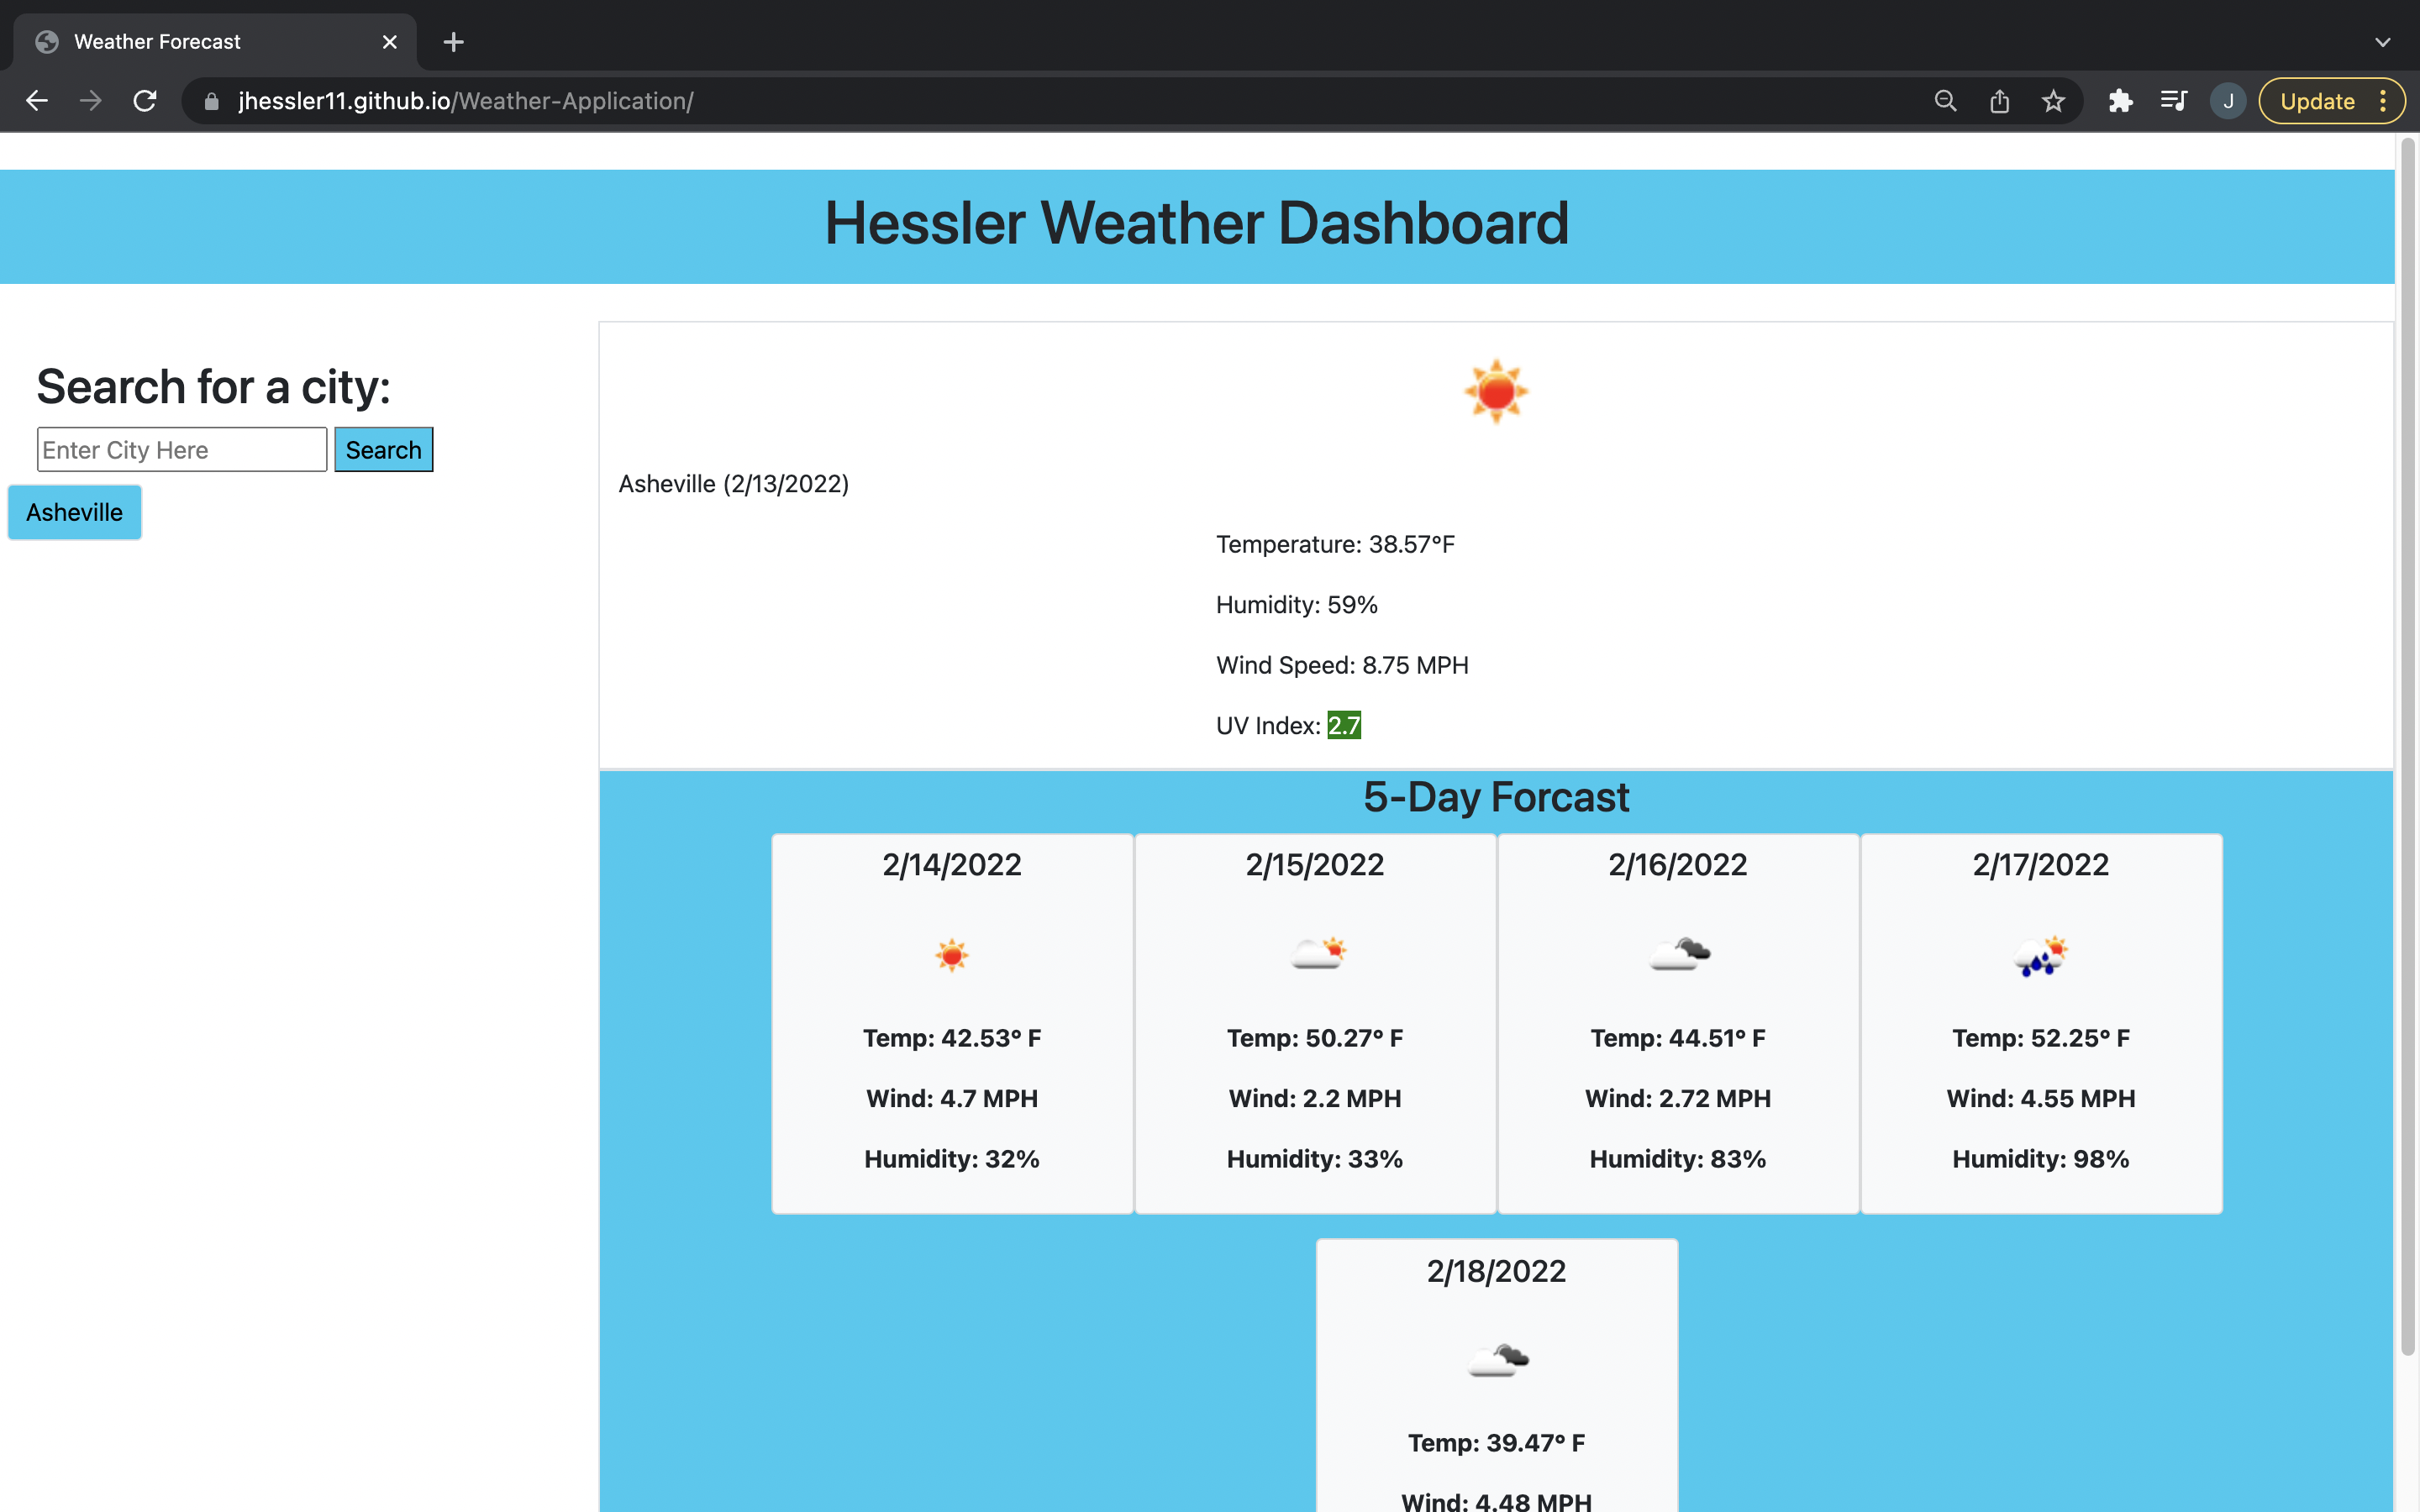 Weather Forecast
jhessler11.github.io/Weather-Application/
J
Update
Hessler Weather Dashboard
Search for a city:
Enter City Here
Search
Asheville
Asheville (2/13/2022)
Temperature: 38.57°F
Humidity: 59%
Wind Speed: 8.75 MPH
UV Index: 2.7
5-Day Forcast
2/14/2022
Temp: 42.53° F
Wind: 4.7 MPH
Humidity: 32%
2/15/2022
Temp: 50.27° F
Wind: 2.2 MPH
Humidity: 33%
2/16/2022
Temp: 44.51° F
Wind: 2.72 MPH
Humidity: 83%
2/17/2022
Temp: 52.25° F
Wind: 4.55 MPH
Humidity: 98%
2/18/2022
Temp: 39.47° F
Wind: 4.48 MPH